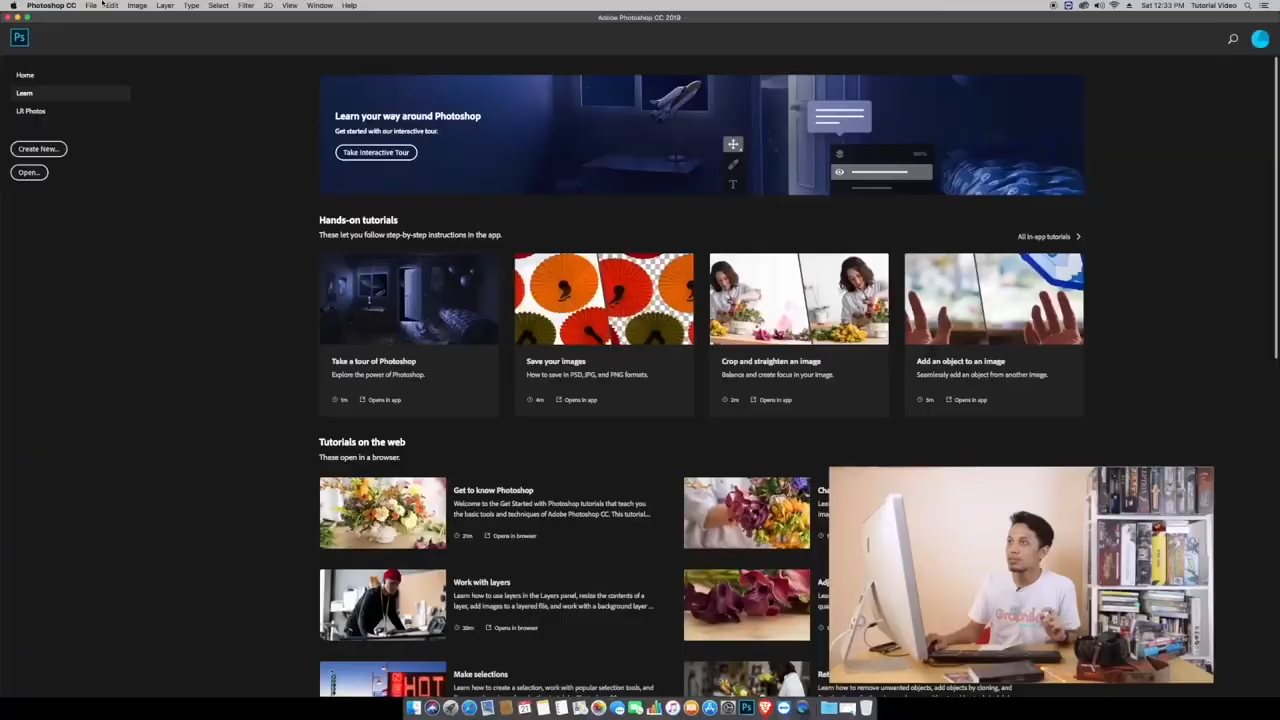 Photoshop CC File Edit Image Layer Type Select Filter 3D View Window Help
Sat 12:33 PM Tutorial Video
Adobe Photoshop CC 2019
Ps
Home
Learn
LR Photos
Create New...
Open...
Learn your way around Photoshop
Get started with our interactive tour.
Take Interactive Tour
100%
T
Hands-on tutorials
These let you follow step-by-step instructions in the app.
All in-app tutorials
Take a tour of Photoshop
Explore the power of Photoshop.
1m Opens in app
Save your images
How to save in PSD, JPG, and PNG formats.
4m Opens in app
Crop and straighten an image
Balance and create focus in your image.
2m Opens in app
Add an object to an image
Seamlessly add an object from another image.
5m Opens in app
Tutorials on the web
These open in a browser.
Get to know Photoshop
Welcome to the Get Started with Photoshop tutorials that teach you
the basic tools and techniques of Adobe Photoshop CC. This tutorial...
21m Opens in browser
Work with layers
Learn how to use layers in the Layers panel, resize the contents of a
layer, add images to a layered file, and work with a background layer ...
30m Opens in browser
HOT
Make selections
Learn how to create a selection, work with popular selection tools, and
Learn how to remove unwanted objects, add objects by cloning, and
Ps